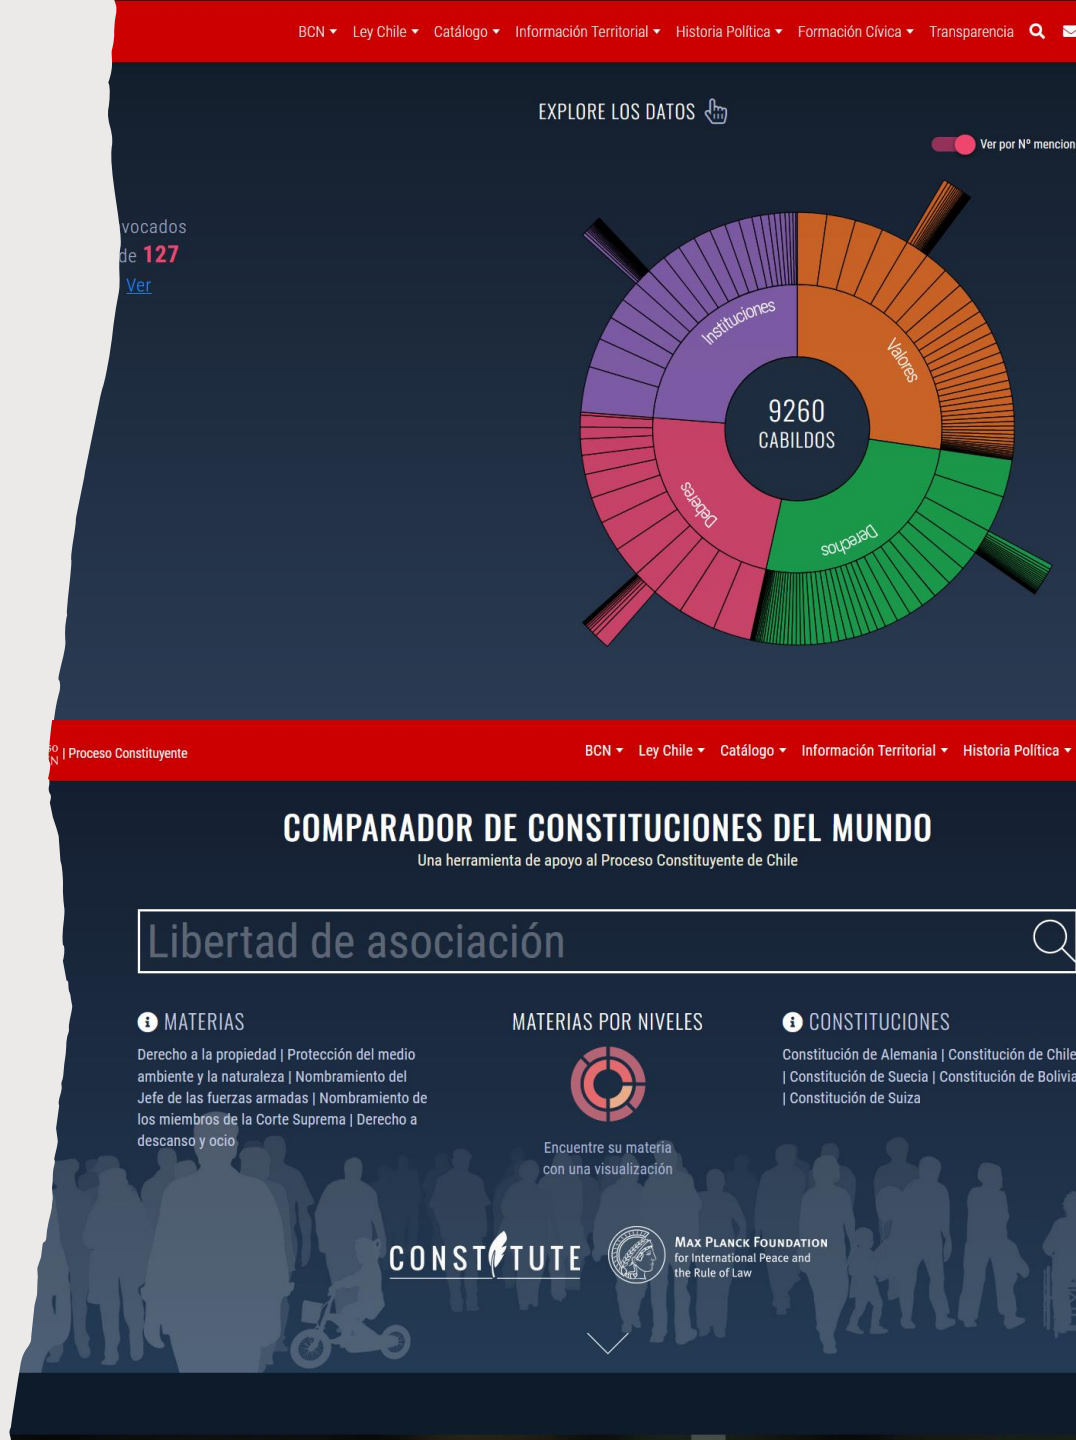 BCN Ley Chile Catálogo Información Territorial Historia Política Formación Cívica Transparencia
EXPLORE LOS DATOS
Ver por Nº mencion
vocados
de 127
Ver
Instituciones
Valores
9260
CABILDOS
Deberes
Derechos
| Proceso Constituyente
BCN Ley Chile Catálogo Información Territorial Historia Política
COMPARADOR DE CONSTITUCIONES DEL MUNDO
Una herramienta de apoyo al Proceso Constituyente de Chile
Libertad de asociación
MATERIAS
Derecho a la propiedad | Protección del medio
ambiente y la naturaleza | Nombramiento del
Jefe de las fuerzas armadas | Nombramiento de
los miembros de la Corte Suprema | Derecho a
descanso y ocio
MATERIAS POR NIVELES
Encuentre su materia
con una visualización
CONSTITUCIONES
Constitución de Alemania | Constitución de Chile
| Constitución de Suecia | Constitución de Bolivia
| Constitución de Suiza
CONSTITUTE
MAX PLANCK FOUNDATION
for International Peace and
the Rule of Law